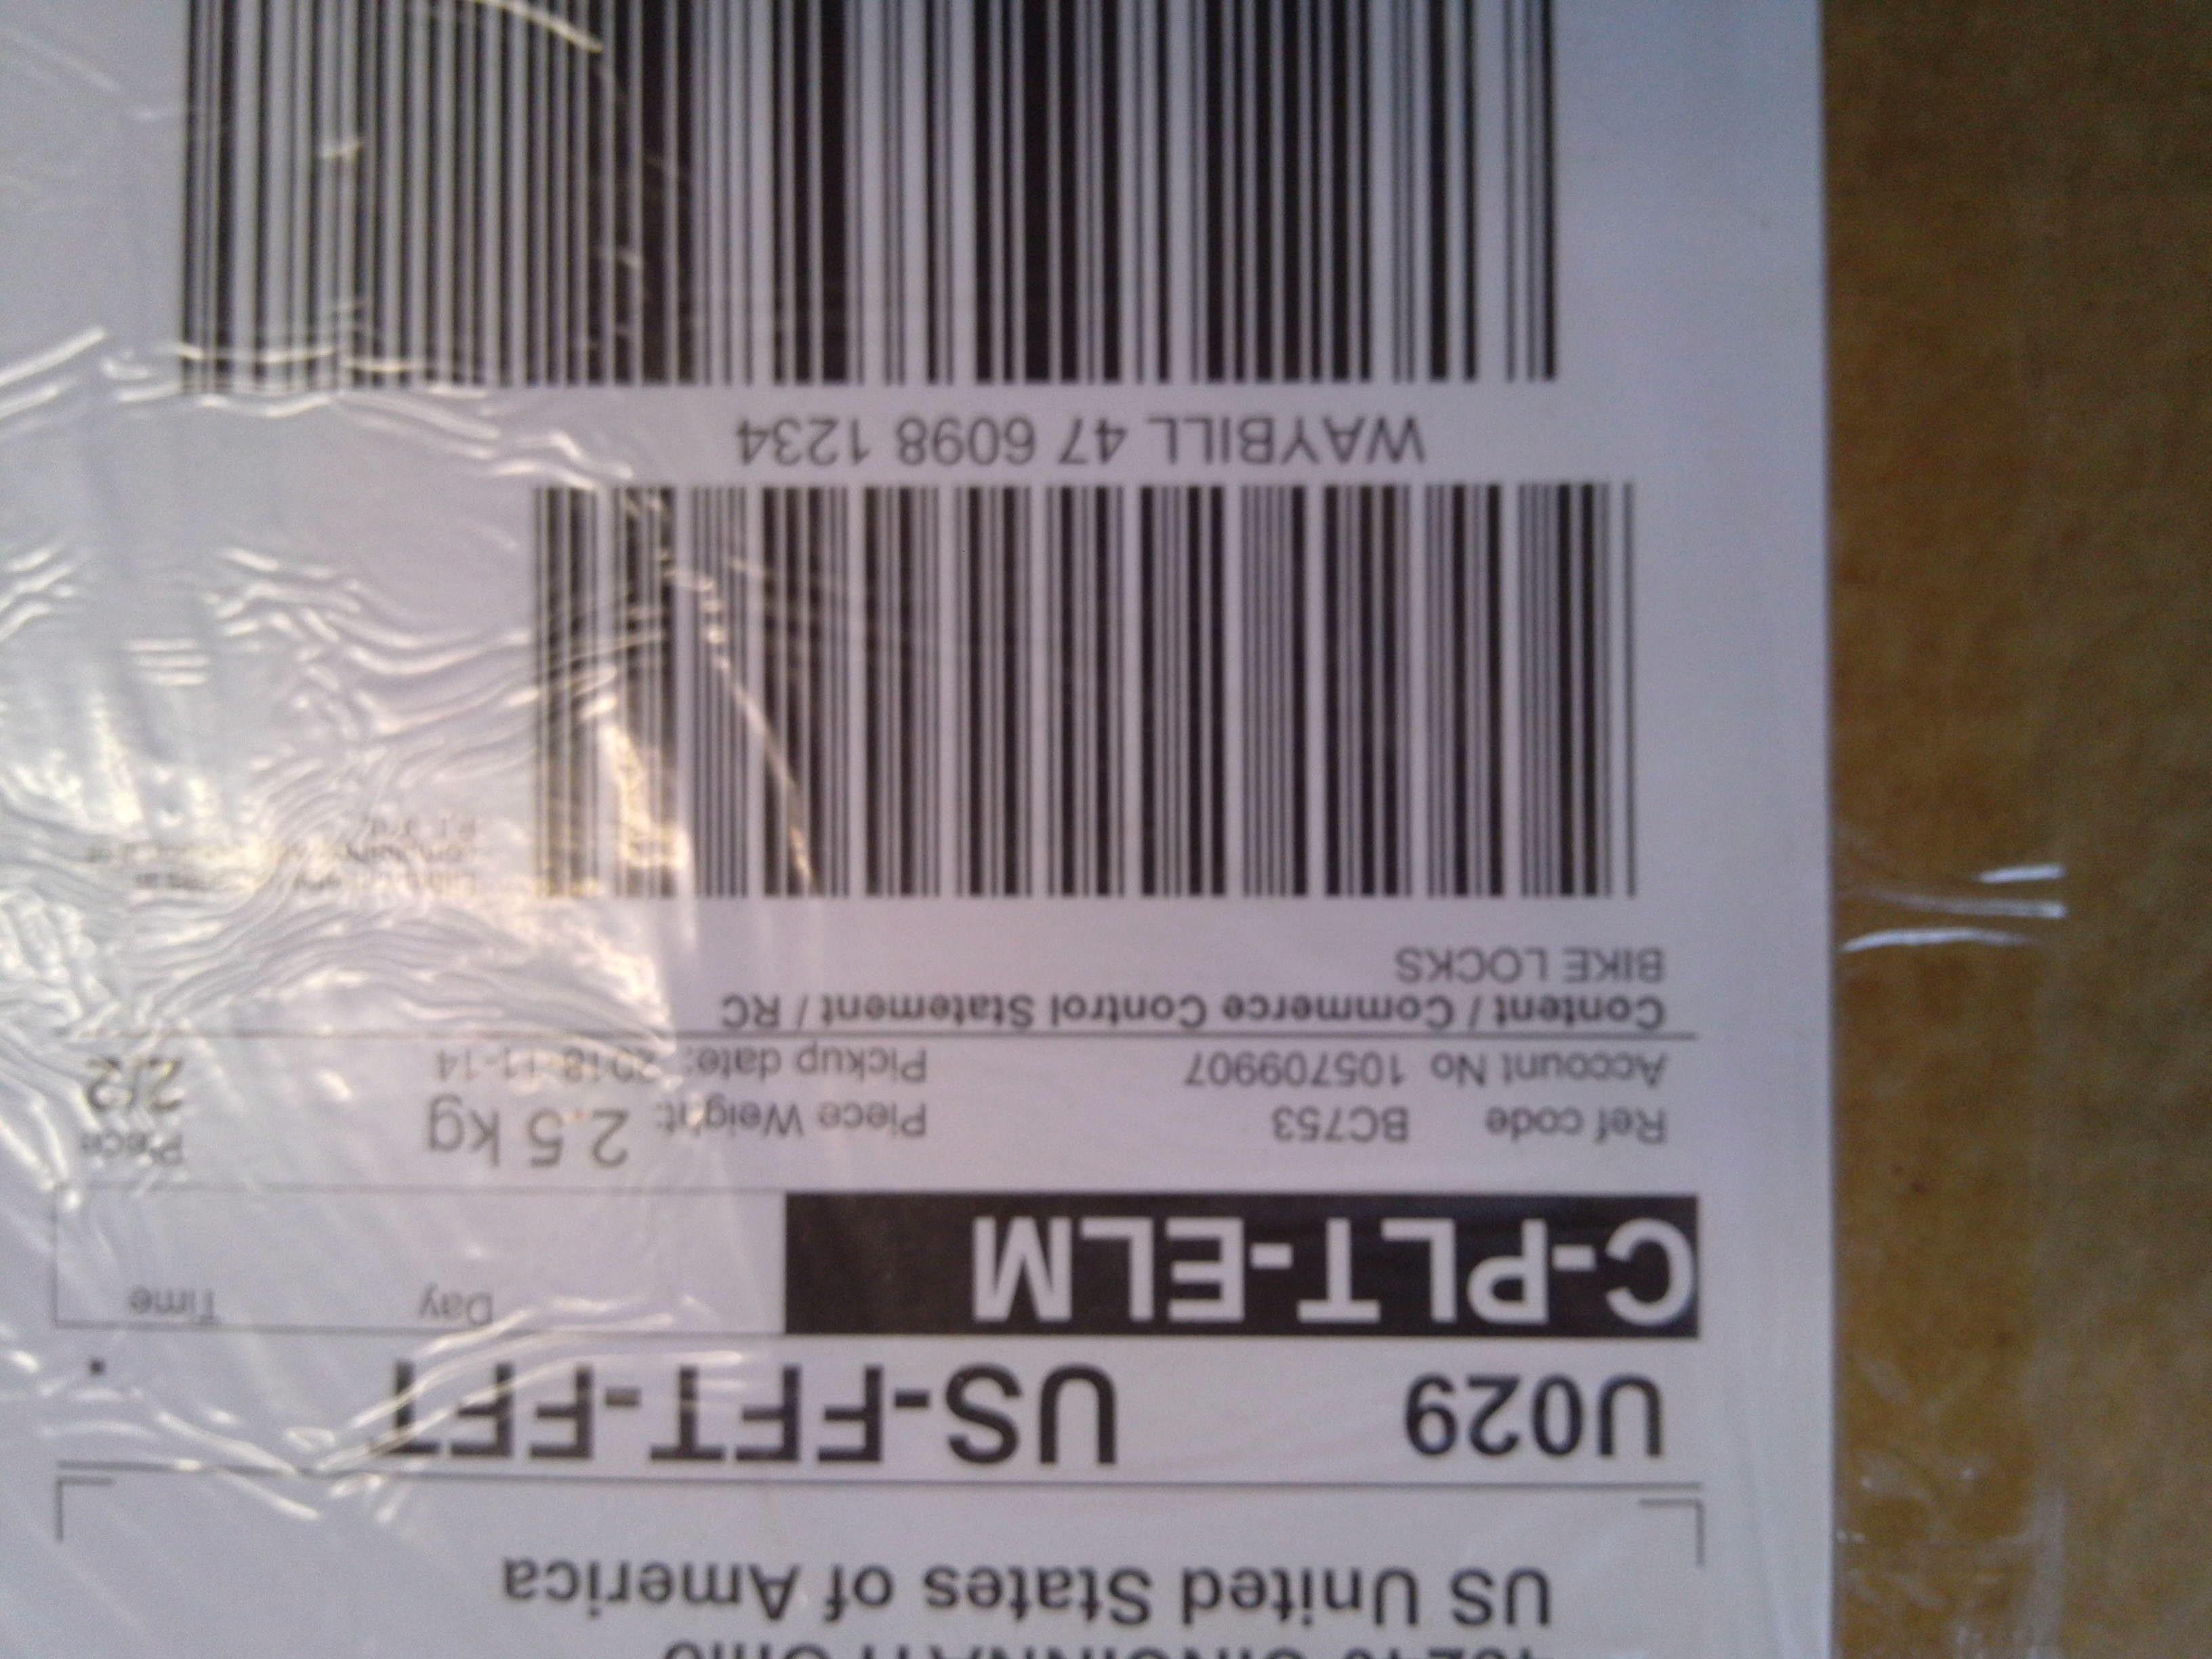 CINCINNATI Ohio
US United States of America
U029 US-FFT-FFT
C-PLT-ELM Day Time
Ref code BC753 Piece Weight: 2.5 kg Piece
Account No 105709907 Pickup date: 2018-11-14 2/2
Content / Commerce Control Statement / RC
BIKE LOCKS
WAYBILL 47 6098 1234